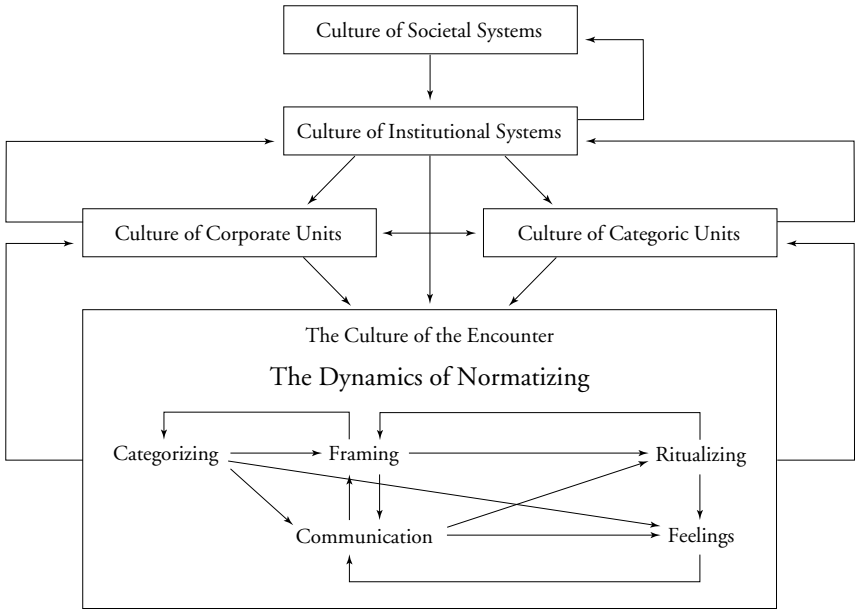 Culture of Societal Systems
Culture of Institutional Systems
Culture of Corporate Units
Culture of Categoric Units
The Culture of the Encounter
The Dynamics of Normatizing
Categorizing
Framing
Ritualizing
Communication
Feelings